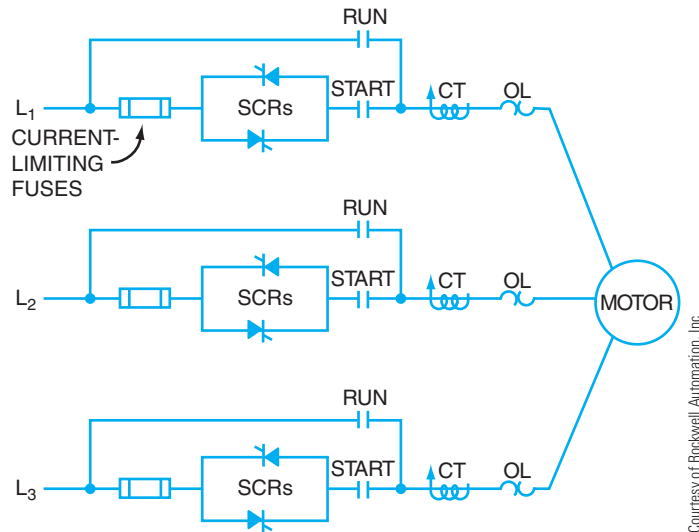 RUN
L1
SCRs
START
CT
OL
CURRENT-
LIMITING
FUSES
RUN
L2
SCRs
START
CT
OL
MOTOR
RUN
L3
SCRs
START
CT
OL
Courtesy of Rockwell Automation, Inc.